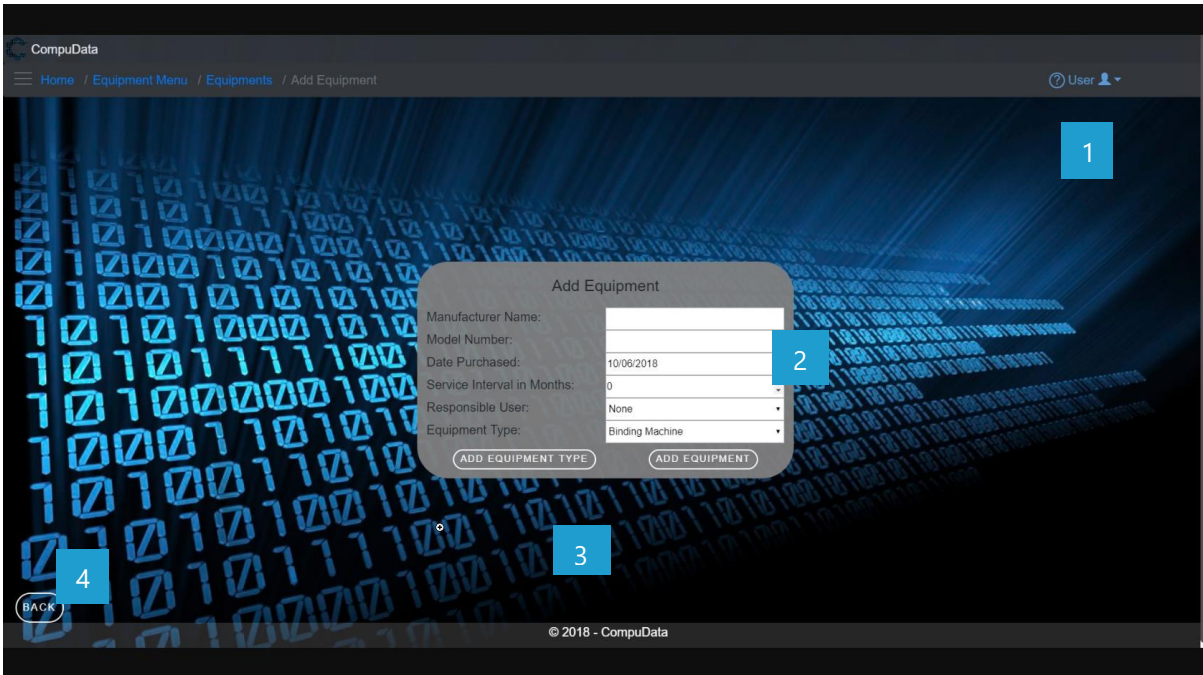 CompuData
Home / Equipment Menu / Equipments / Add Equipment
User
1
Add Equipment
Manufacturer Name:
Model Number:
Date Purchased: 10/06/2018
2
Service Interval in Months: 0
Responsible User: None
Equipment Type: Binding Machine
ADD EQUIPMENT TYPE ADD EQUIPMENT
3
4
BACK
© 2018 - CompuData